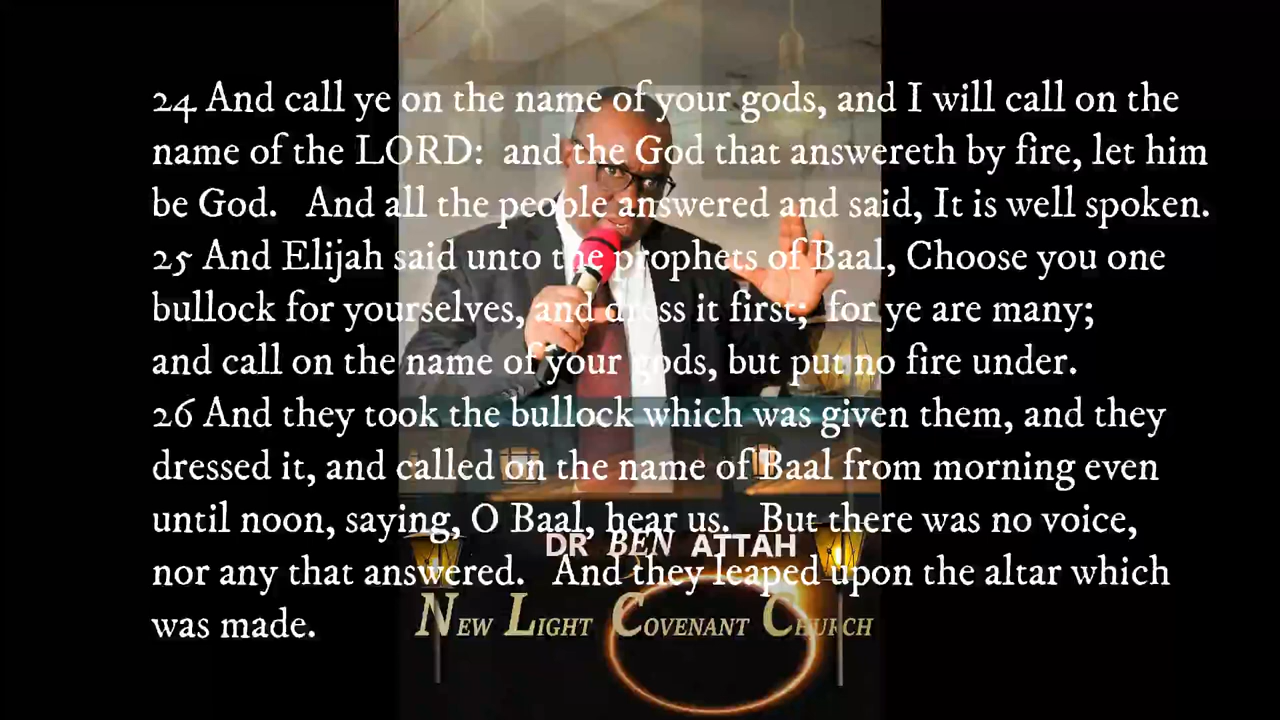 24 And call ye on the name of your gods, and I will call on the
name of the LORD:  and the God that answereth by fire, let him
be God.   And all the people answered and said, It is well spoken.
25 And Elijah said unto the prophets of Baal, Choose you one
bullock for yourselves, and dress it first;  for ye are many;
and call on the name of your gods, but put no fire under.
26 And they took the bullock which was given them, and they
dressed it, and called on the name of Baal from morning even
until noon, saying, O Baal, hear us.   But there was no voice,
DR BEN ATTAH
nor any that answered.   And they leaped upon the altar which
was made.
NEW LIGHT COVENANT CHURCH